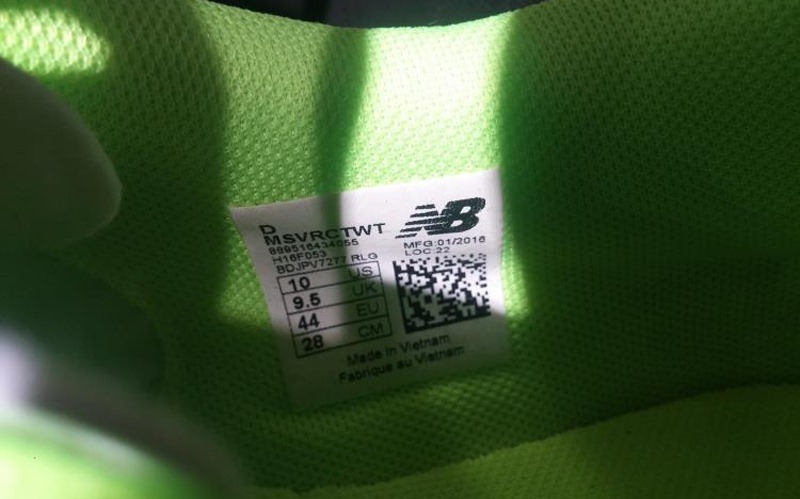 D
MSVRCTWT
889516434055
H16F053
BDJPV7277 RLG
NB
MFG:01/2016
LOC:22
10 US
9.5 UK
44 EU
28 CM
Made in Vietnam
Fabrique au Vietnam